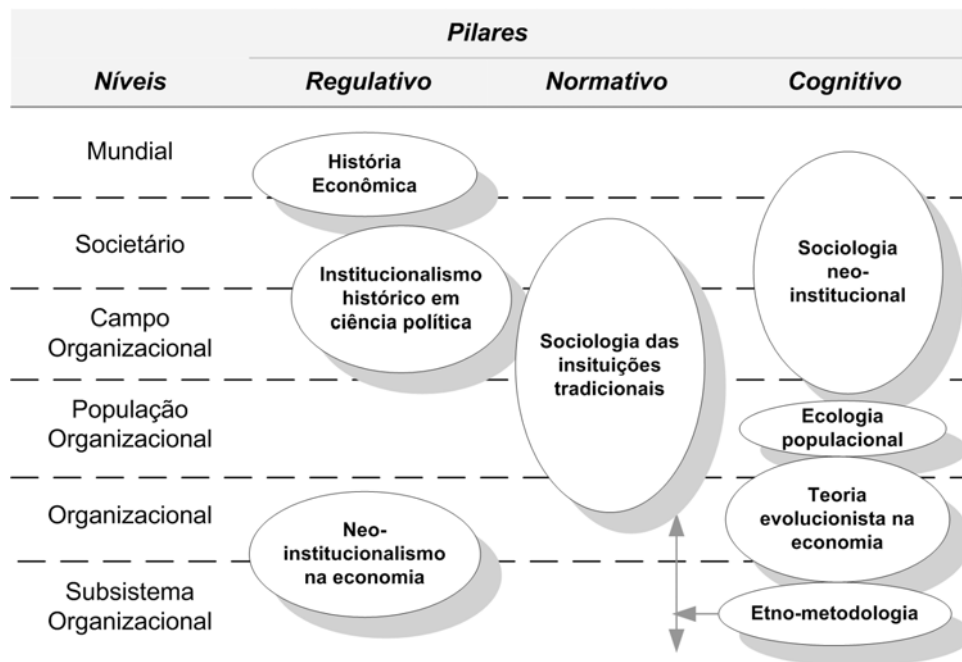 Pilares
Níveis
Regulativo
Normativo
Cognitivo
Mundial
História
Econômica
Societário
Institucionalismo
histórico em
ciência política
Sociologia
neo-
institucional
Campo
Organizacional
Sociologia das
insituições
tradicionais
População
Organizacional
Ecologia
populacional
Organizacional
Neo-
institucionalismo
na economia
Teoria
evolucionista na
economia
Subsistema
Organizacional
Etno-metodologia